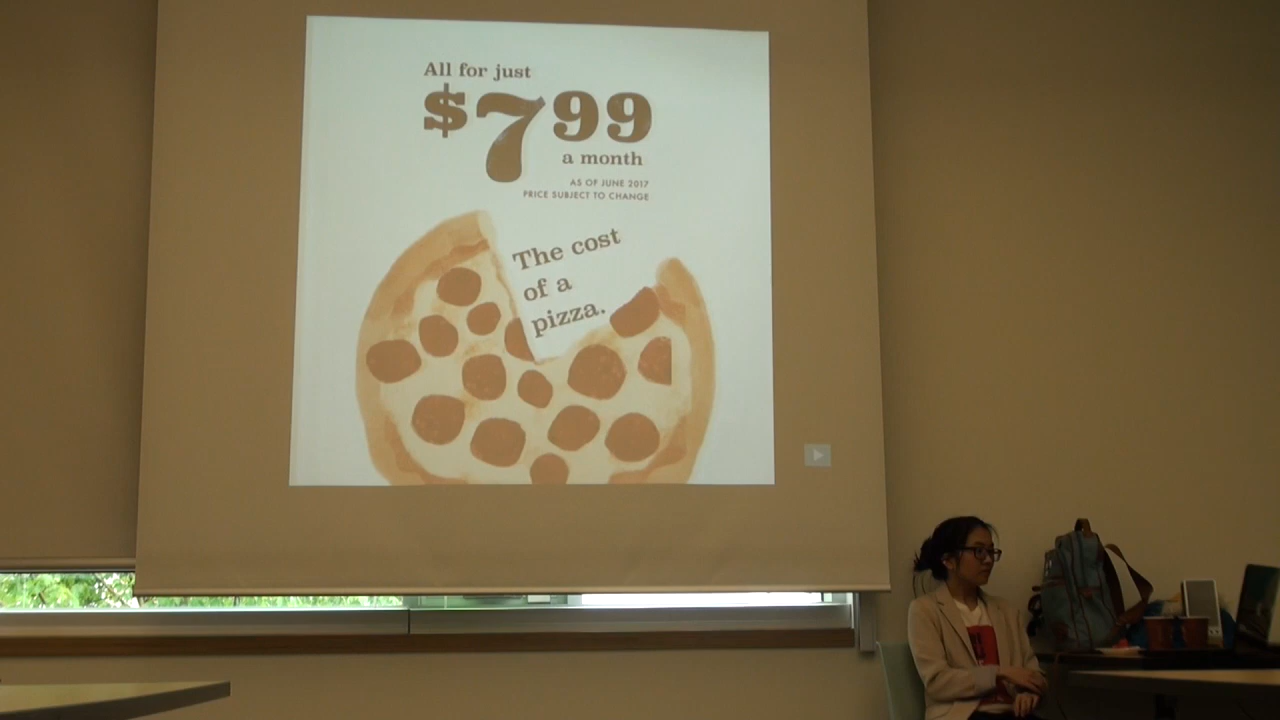 All for just
$799
a month
AS OF JUNE 2017
PRICE SUBJECT TO CHANGE
The cost
of a
pizza.